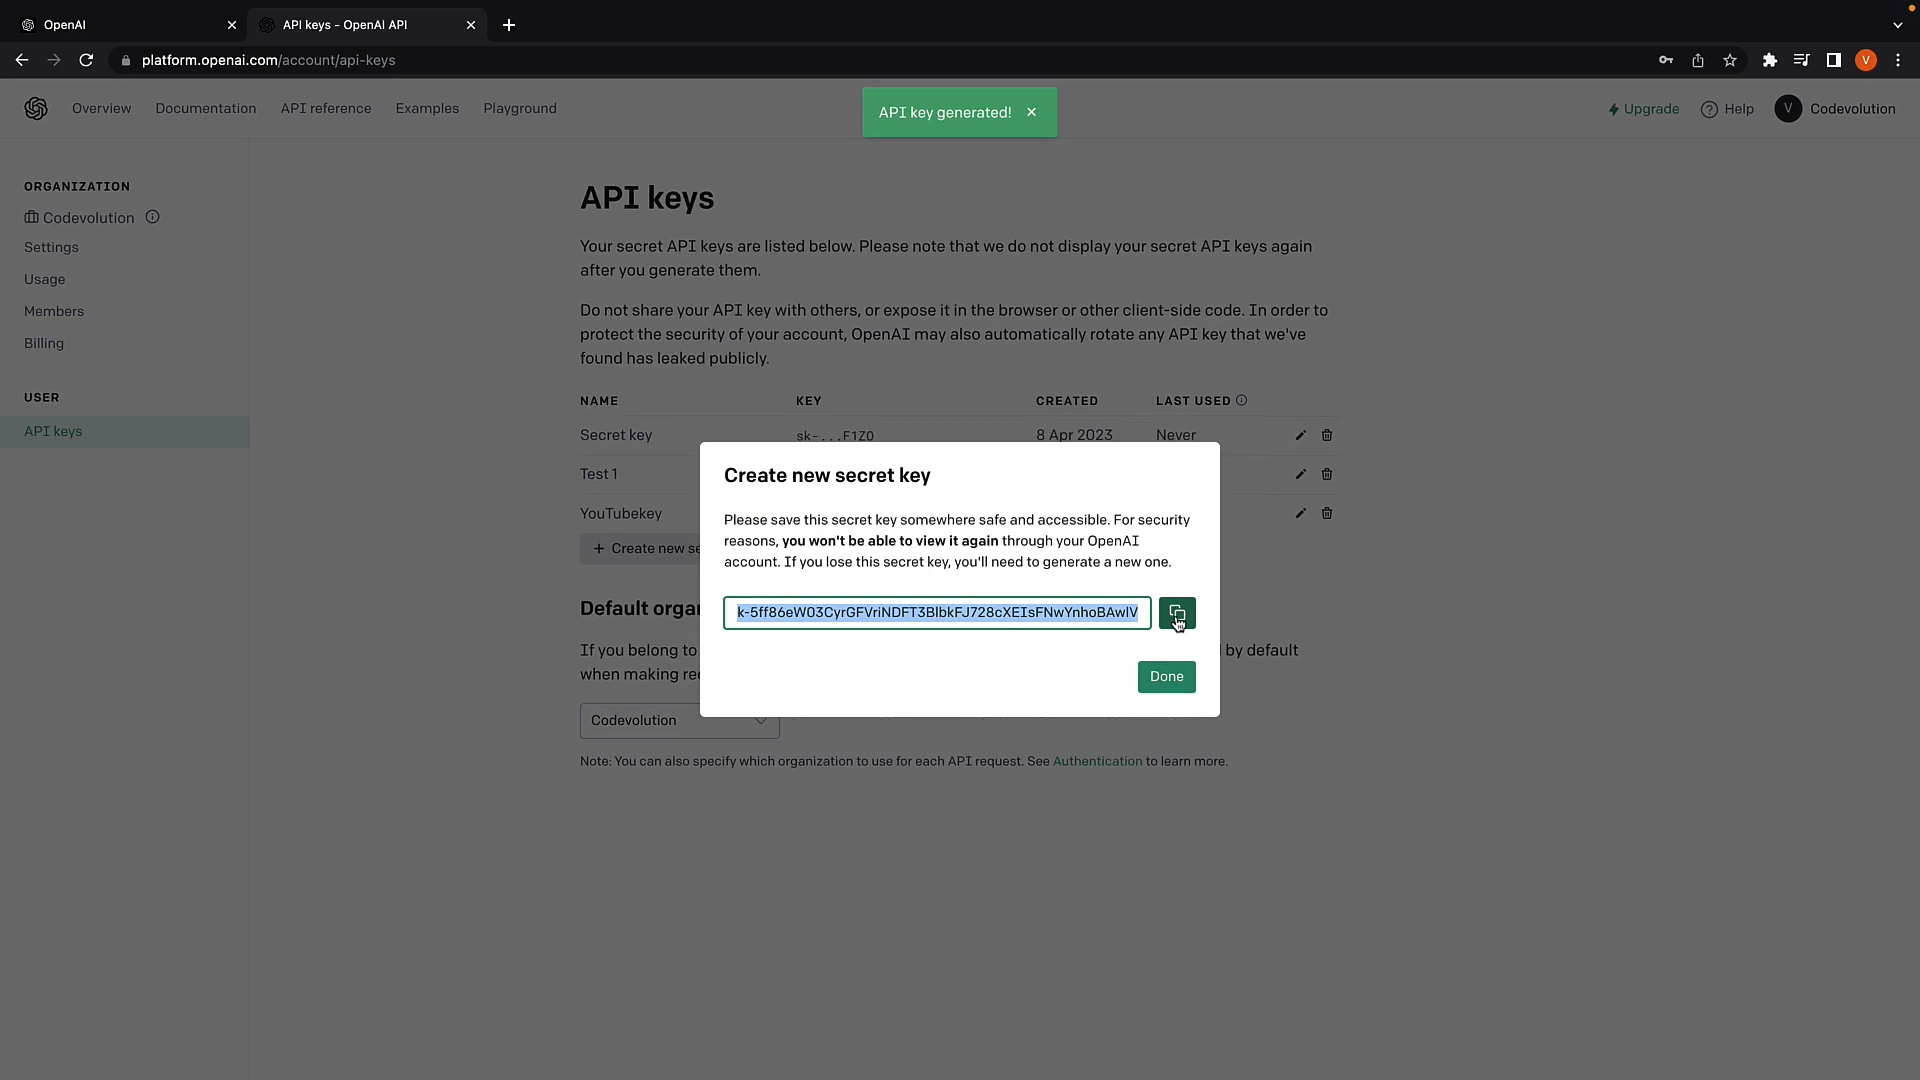 OpenAI
API keys - OpenAI API
platform.openai.com/account/api-keys
V
Overview
Documentation
API reference
Examples
Playground
API key generated!
Upgrade
Help
V
Codevolution
ORGANIZATION
Codevolution
Settings
Usage
Members
Billing
USER
API keys
API keys
Your secret API keys are listed below. Please note that we do not display your secret API keys again
after you generate them.
Do not share your API key with others, or expose it in the browser or other client-side code. In order to
protect the security of your account, OpenAI may also automatically rotate any API key that we've
found has leaked publicly.
NAME KEY CREATED LAST USED
Secret key sk-...F1Z0 8 Apr 2023 Never
Test 1
YouTubekey
+ Create new se
Create new secret key
Please save this secret key somewhere safe and accessible. For security
reasons, you won't be able to view it again through your OpenAI
account. If you lose this secret key, you'll need to generate a new one.
k-5ff86eW03CyrGFVriNDFT3BlbkFJ728cXEIsFNwYnhoBAwlV
Done
Default orga
If you belong to
by default
when making re
Codevolution
Note: You can also specify which organization to use for each API request. See Authentication to learn more.